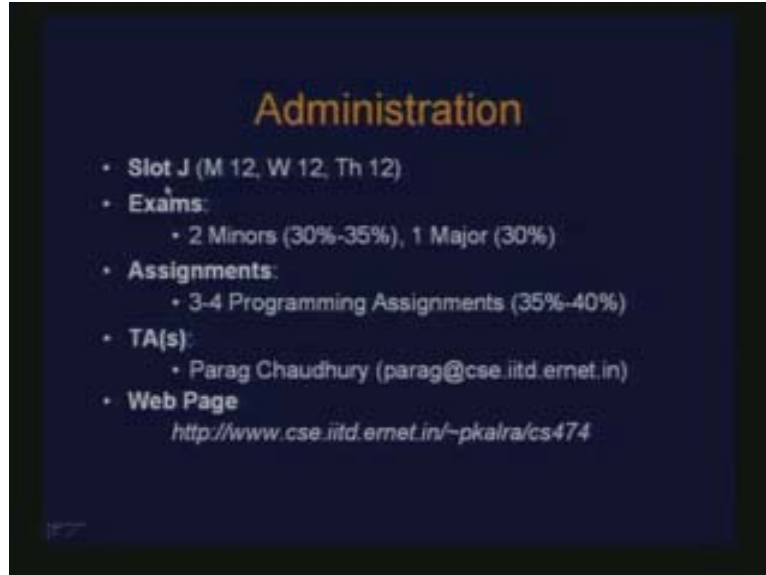 Administration
• Slot J (M 12, W 12, Th 12)
• Exams:
• 2 Minors (30%-35%), 1 Major (30%)
• Assignments:
• 3-4 Programming Assignments (35%-40%)
• TA(s):
• Parag Chaudhury (parag@cse.iitd.ernet.in)
• Web Page
http://www.cse.iitd.ernet.in/~pkalra/cs474